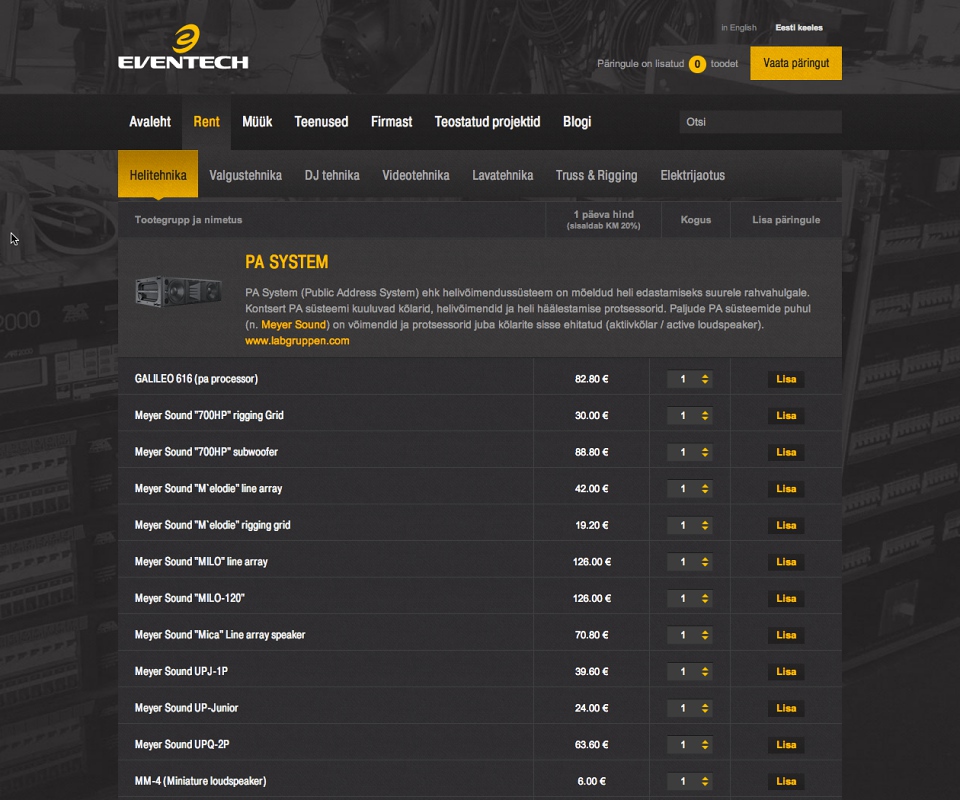 in English Eesti keeles
EVENTECH
Päringule on lisatud 0 toodet Vaata päringut
Avaleht Rent Müük Teenused Firmast Teostatud projektid Blogi Otsi
Helitehnika Valgustehnika DJ tehnika Videotehnika Lavatehnika Truss & Rigging Elektrijaotus
Tootegrupp ja nimetus 1 päeva hind Kogus Lisa päringule
(sisaldab KM 20%)
PA SYSTEM
PA System (Public Address System) ehk helivõimendussüsteem on mõeldud heli edastamiseks suurele rahvahulgale.
Kontsert PA süsteemi kuuluvad kõlarid, helivõimendid ja heli häälestamise protsessorid. Paljude PA süsteemide puhul
(n. Meyer Sound) on võimendid ja protsessorid juba kõlarite sisse ehitatud (aktiivkõlar / active loudspeaker).
www.labgruppen.com
GALILEO 616 (pa processor) 82.80 € 1 Lisa
Meyer Sound "700HP" rigging Grid 30.00 € 1 Lisa
Meyer Sound "700HP" subwoofer 88.80 € 1 Lisa
Meyer Sound "M`elodie" line array 42.00 € 1 Lisa
Meyer Sound "M`elodie" rigging grid 19.20 € 1 Lisa
Meyer Sound "MILO" line array 126.00 € 1 Lisa
Meyer Sound "MILO-120" 126.00 € 1 Lisa
Meyer Sound "Mica" Line array speaker 70.80 € 1 Lisa
Meyer Sound UPJ-1P 39.60 € 1 Lisa
Meyer Sound UP-Junior 24.00 € 1 Lisa
Meyer Sound UPQ-2P 63.60 € 1 Lisa
MM-4 (Miniature loudspeaker) 6.00 € 1 Lisa